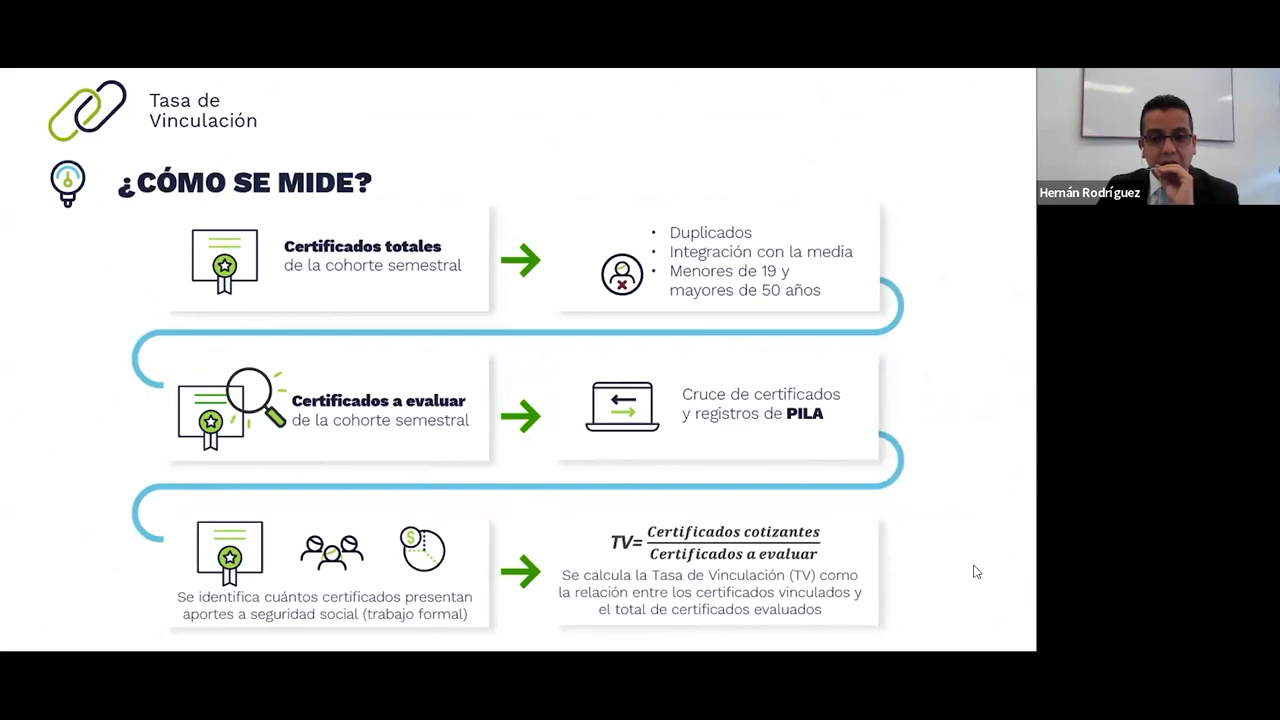 Tasa de
Vinculación
¿CÓMO SE MIDE?
Certificados totales
de la cohorte semestral
• Duplicados
• Integración con la media
• Menores de 19 y
mayores de 50 años
Certificados a evaluar
de la cohorte semestral
Cruce de certificados
y registros de PILA
$
Se identifica cuántos certificados presentan
aportes a seguridad social (trabajo formal)
TV= Certificados cotizantes
Certificados a evaluar
Se calcula la Tasa de Vinculación (TV) como
la relación entre los certificados vinculados y
el total de certificados evaluados
Hernán Rodríguez